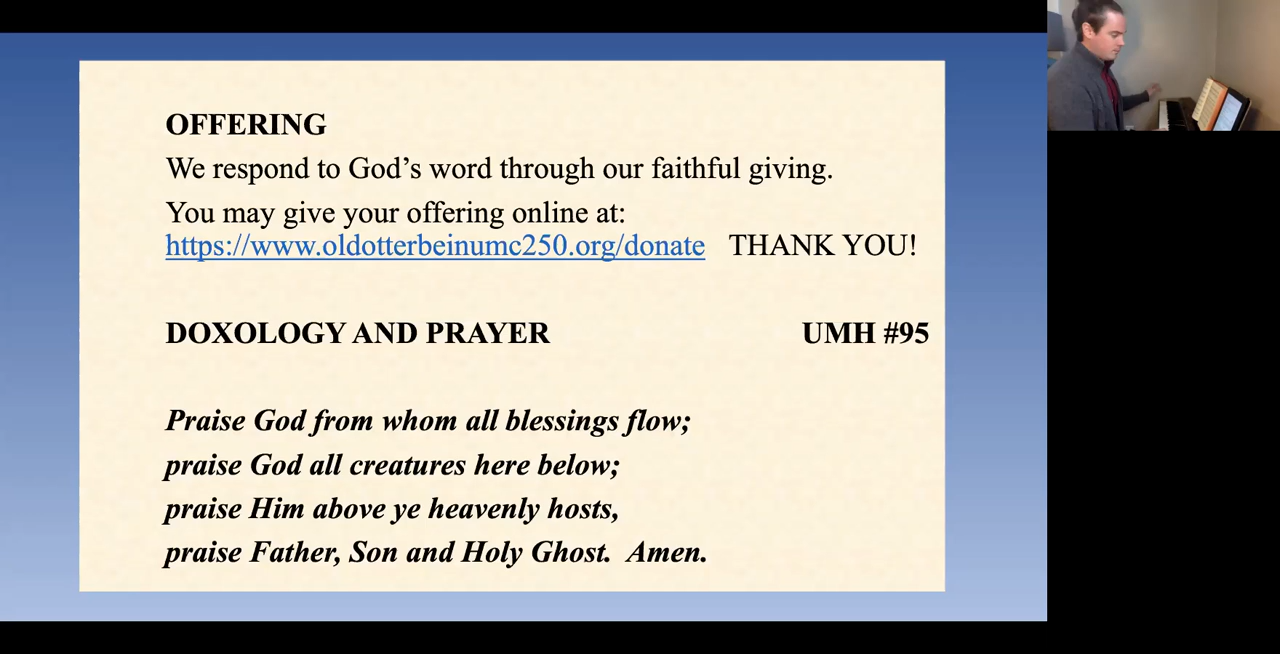 OFFERING
We respond to God’s word through our faithful giving.
You may give your offering online at:
https://www.oldotterbeinumc250.org/donate THANK YOU!
DOXOLOGY AND PRAYER UMH #95
Praise God from whom all blessings flow;
praise God all creatures here below;
praise Him above ye heavenly hosts,
praise Father, Son and Holy Ghost. Amen.